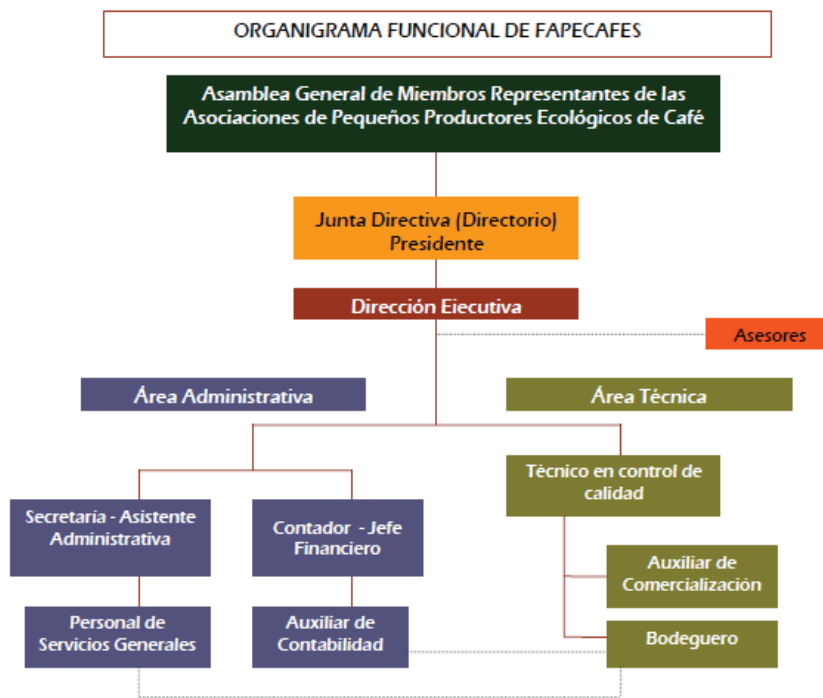 ORGANIGRAMA FUNCIONAL DE FAPECAFES
Asamblea General de Miembros Representantes de las
Asociaciones de Pequeños Productores Ecológicos de Café
Junta Directiva (Directorio)
Presidente
Dirección Ejecutiva
Asesores
Área Administrativa
Área Técnica
Secretaría - Asistente
Administrativa
Contador - Jefe
Financiero
Técnico en control de
calidad
Auxiliar de
Comercialización
Personal de
Servicios Generales
Auxiliar de
Contabilidad
Bodeguero